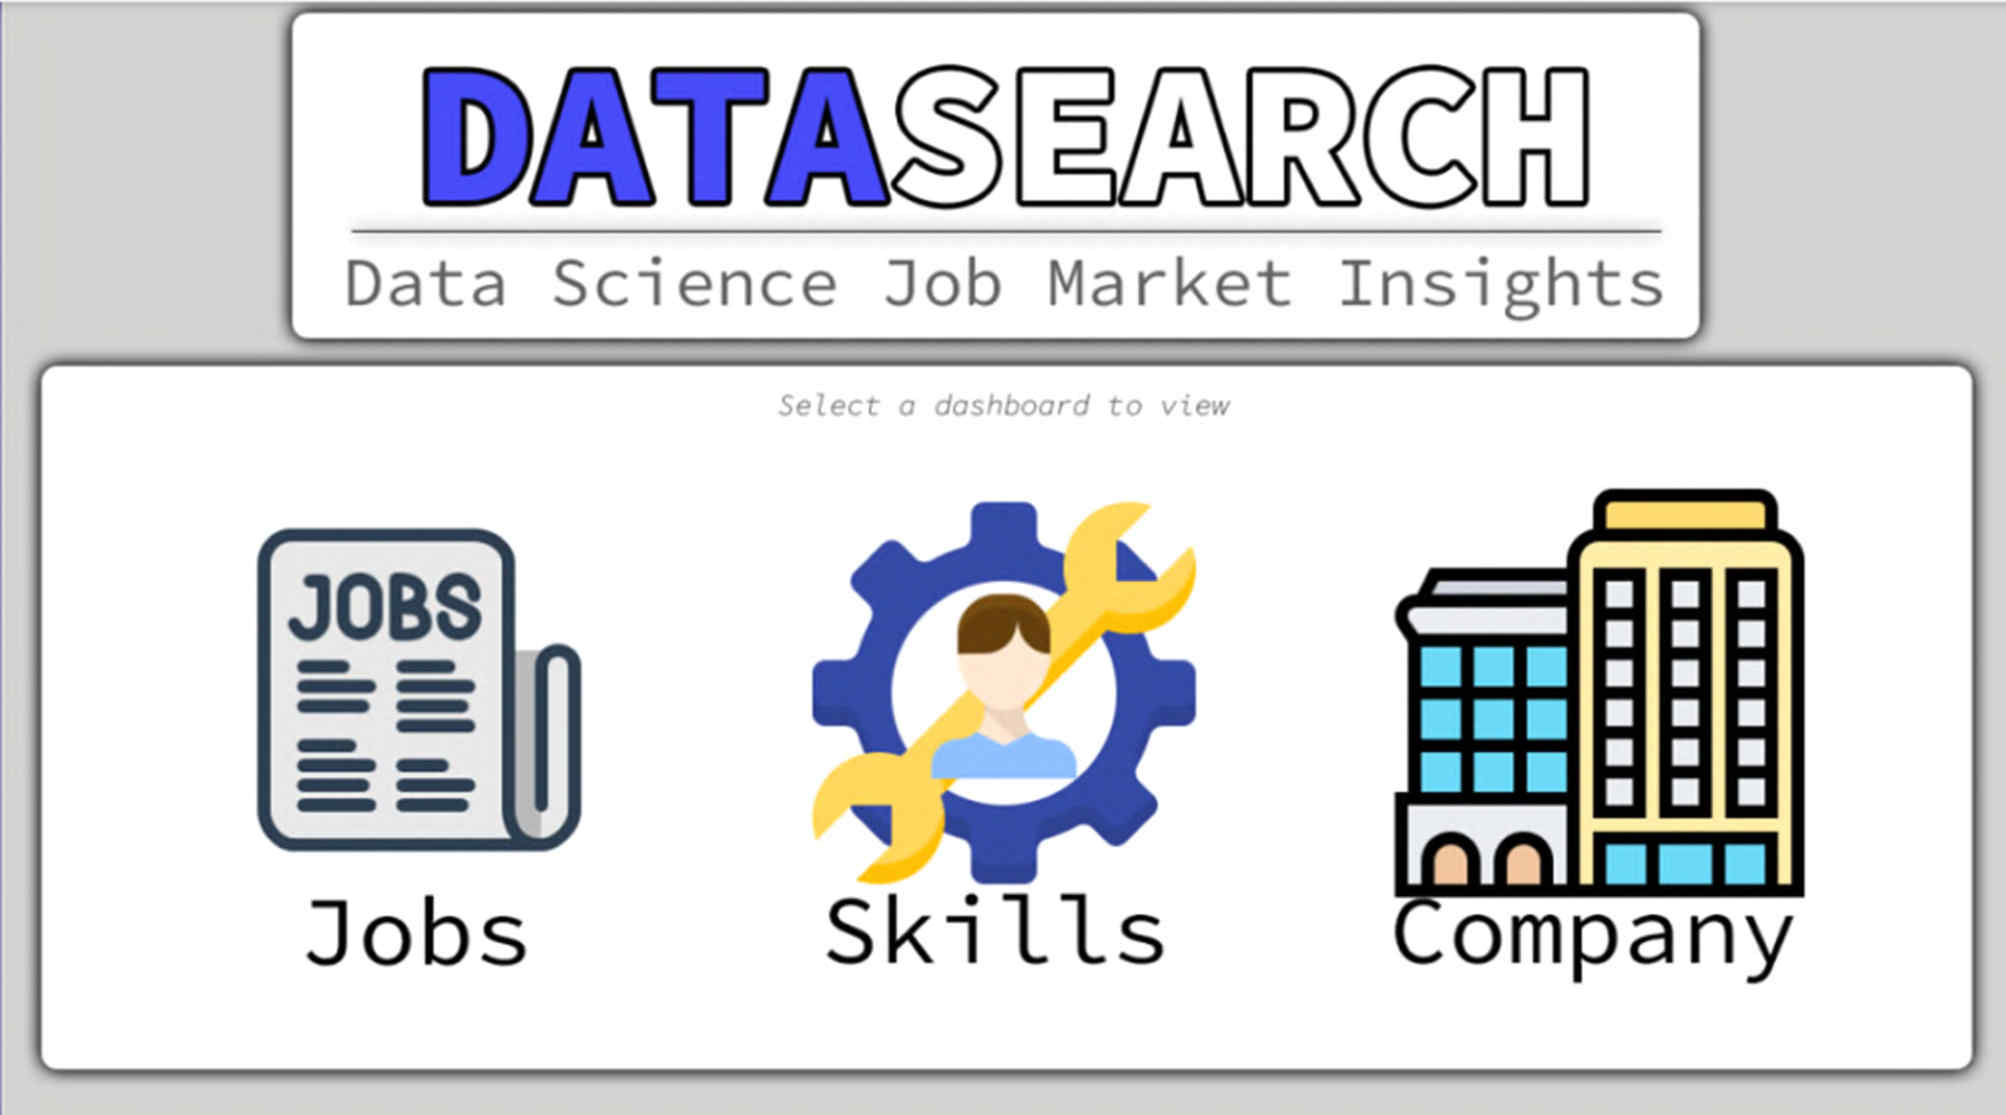 DATASEARCH
Data Science Job Market Insights
Select a dashboard to view
JOBS
Jobs
Skills
Company